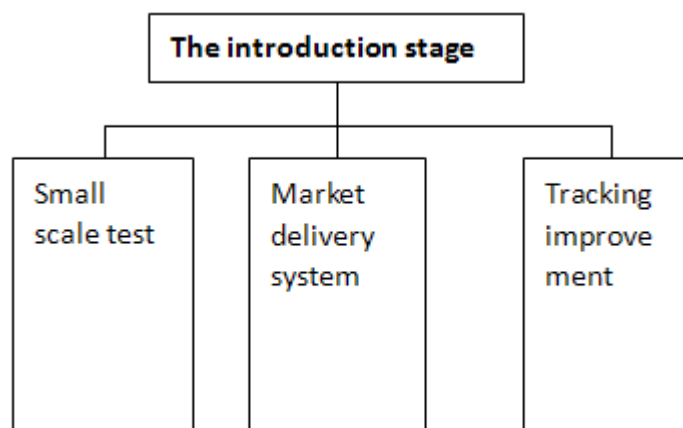 The introduction stage
Small
scale test
Market
delivery
system
Tracking
improve
ment